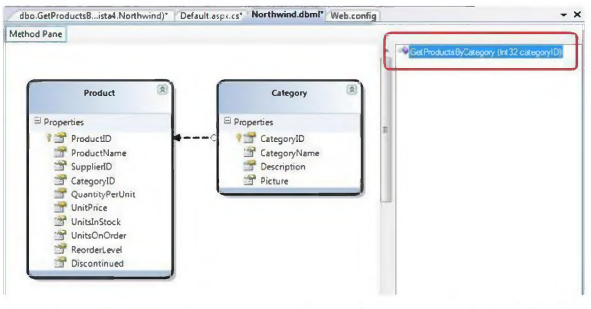 dbo.GetProductsB...ista4.Northwind)* Default.aspx.cs* Northwind.dbml* Web.config
Method Pane
GetProductsByCategory (Int32 categoryID)
Product
Properties
ProductID
ProductName
SupplierID
CategoryID
QuantityPerUnit
UnitPrice
UnitsInStock
UnitsOnOrder
ReorderLevel
Discontinued
Category
Properties
CategoryID
CategoryName
Description
Picture